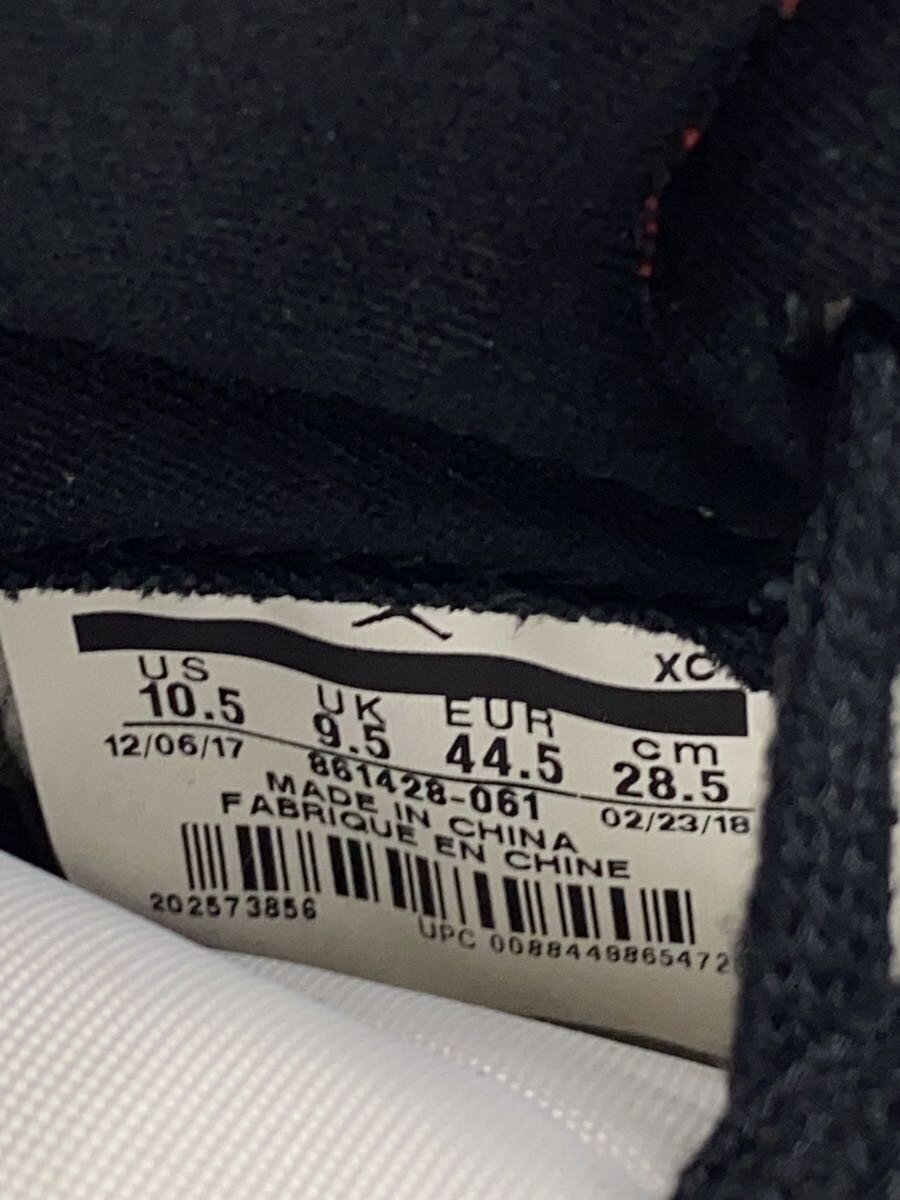 XC
US UK EUR cm
10.5 9.5 44.5 28.5
12/06/17 861428-061 02/23/18
MADE IN CHINA
FABRIQUE EN CHINE
202573856
UPC 0088449865472